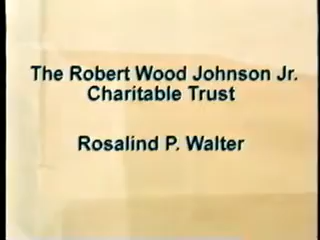 The Robert Wood Johnson Jr.
Charitable Trust
Rosalind P. Walter